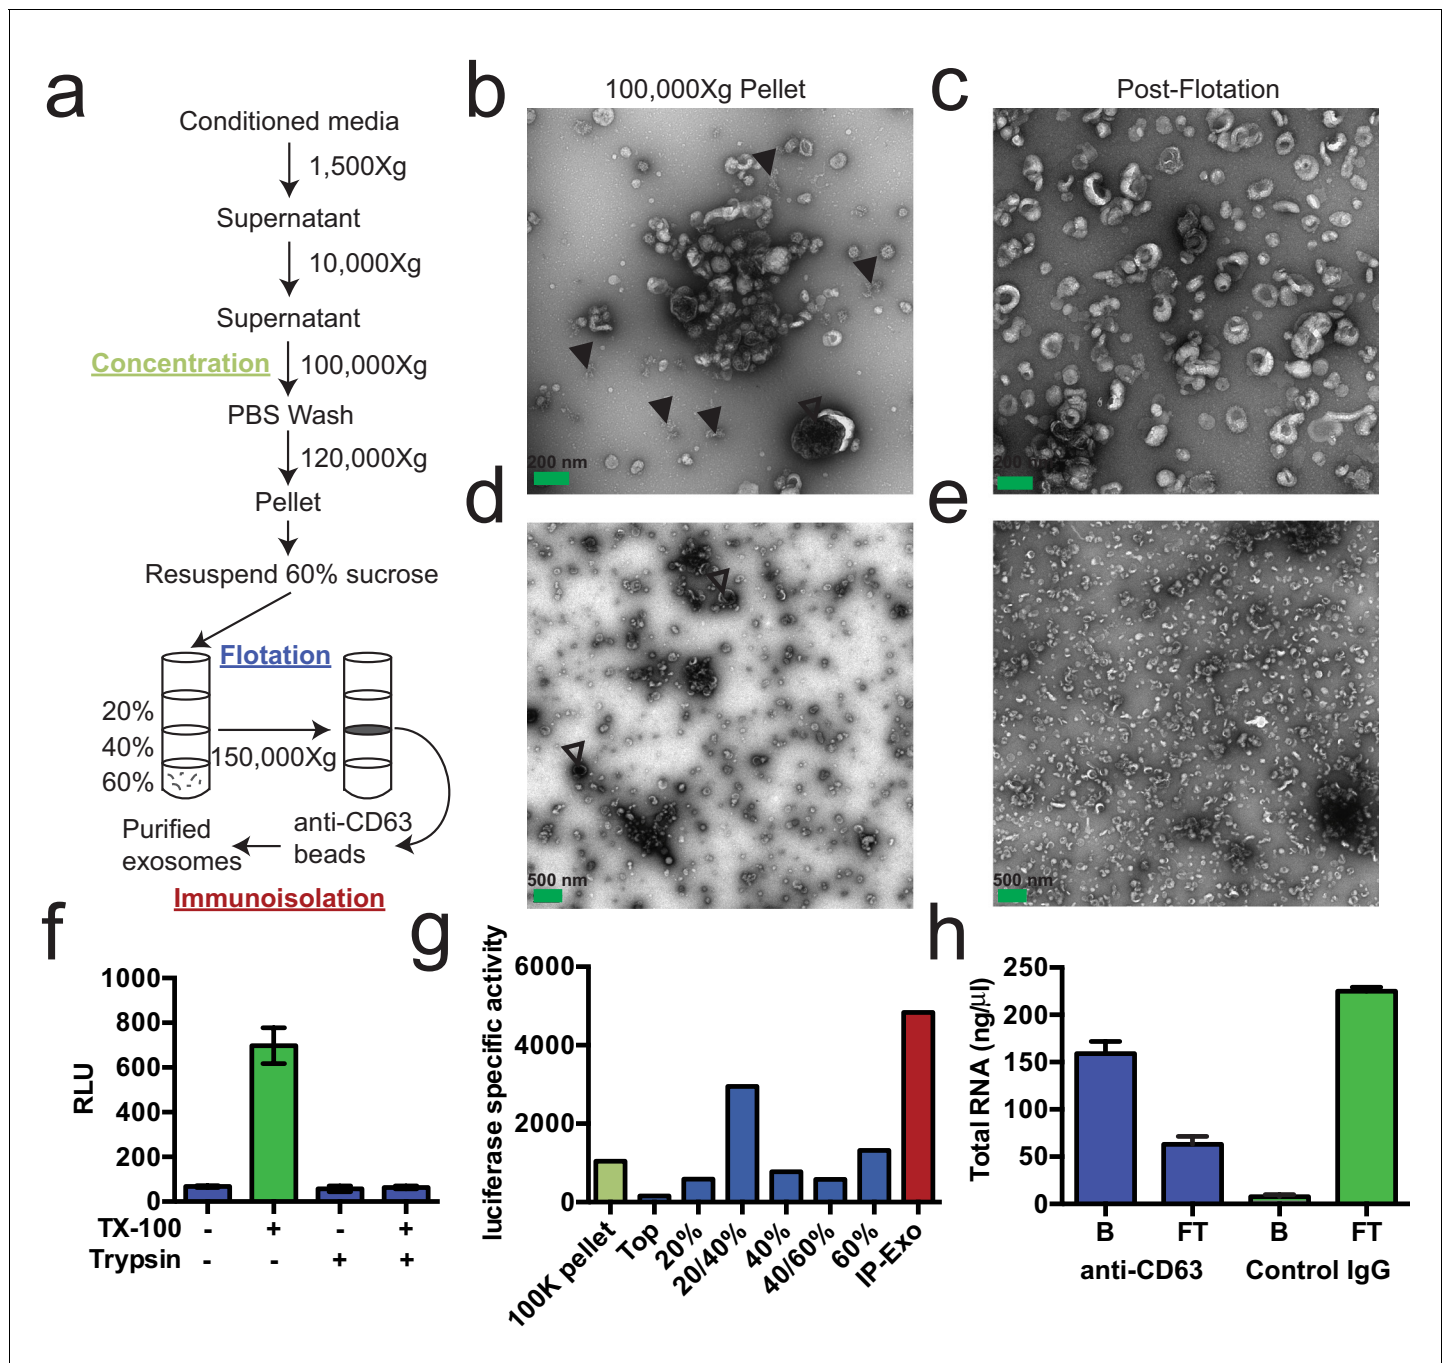 a
Conditioned media
1,500Xg
Supernatant
10,000Xg
Supernatant
Concentration
100,000Xg
PBS Wash
120,000Xg
Pellet
Resuspend 60% sucrose
Flotation
20%
40%
60%
150,000Xg
anti-CD63
beads
Purified
exosomes
Immunoisolation
b
100,000Xg Pellet
200 nm
c
Post-Flotation
200 nm
d
500 nm
e
500 nm
f
RLU
1000
800
600
400
200
0
TX-100 - + - +
Trypsin - - + +
g
luciferase specific activity
6000
4000
2000
0
100K pellet
Top
20%
20/40%
40%
40/60%
60%
IP-Exo
h
Total RNA (ng/µl)
250
200
150
100
50
0
B FT B FT
anti-CD63 Control IgG